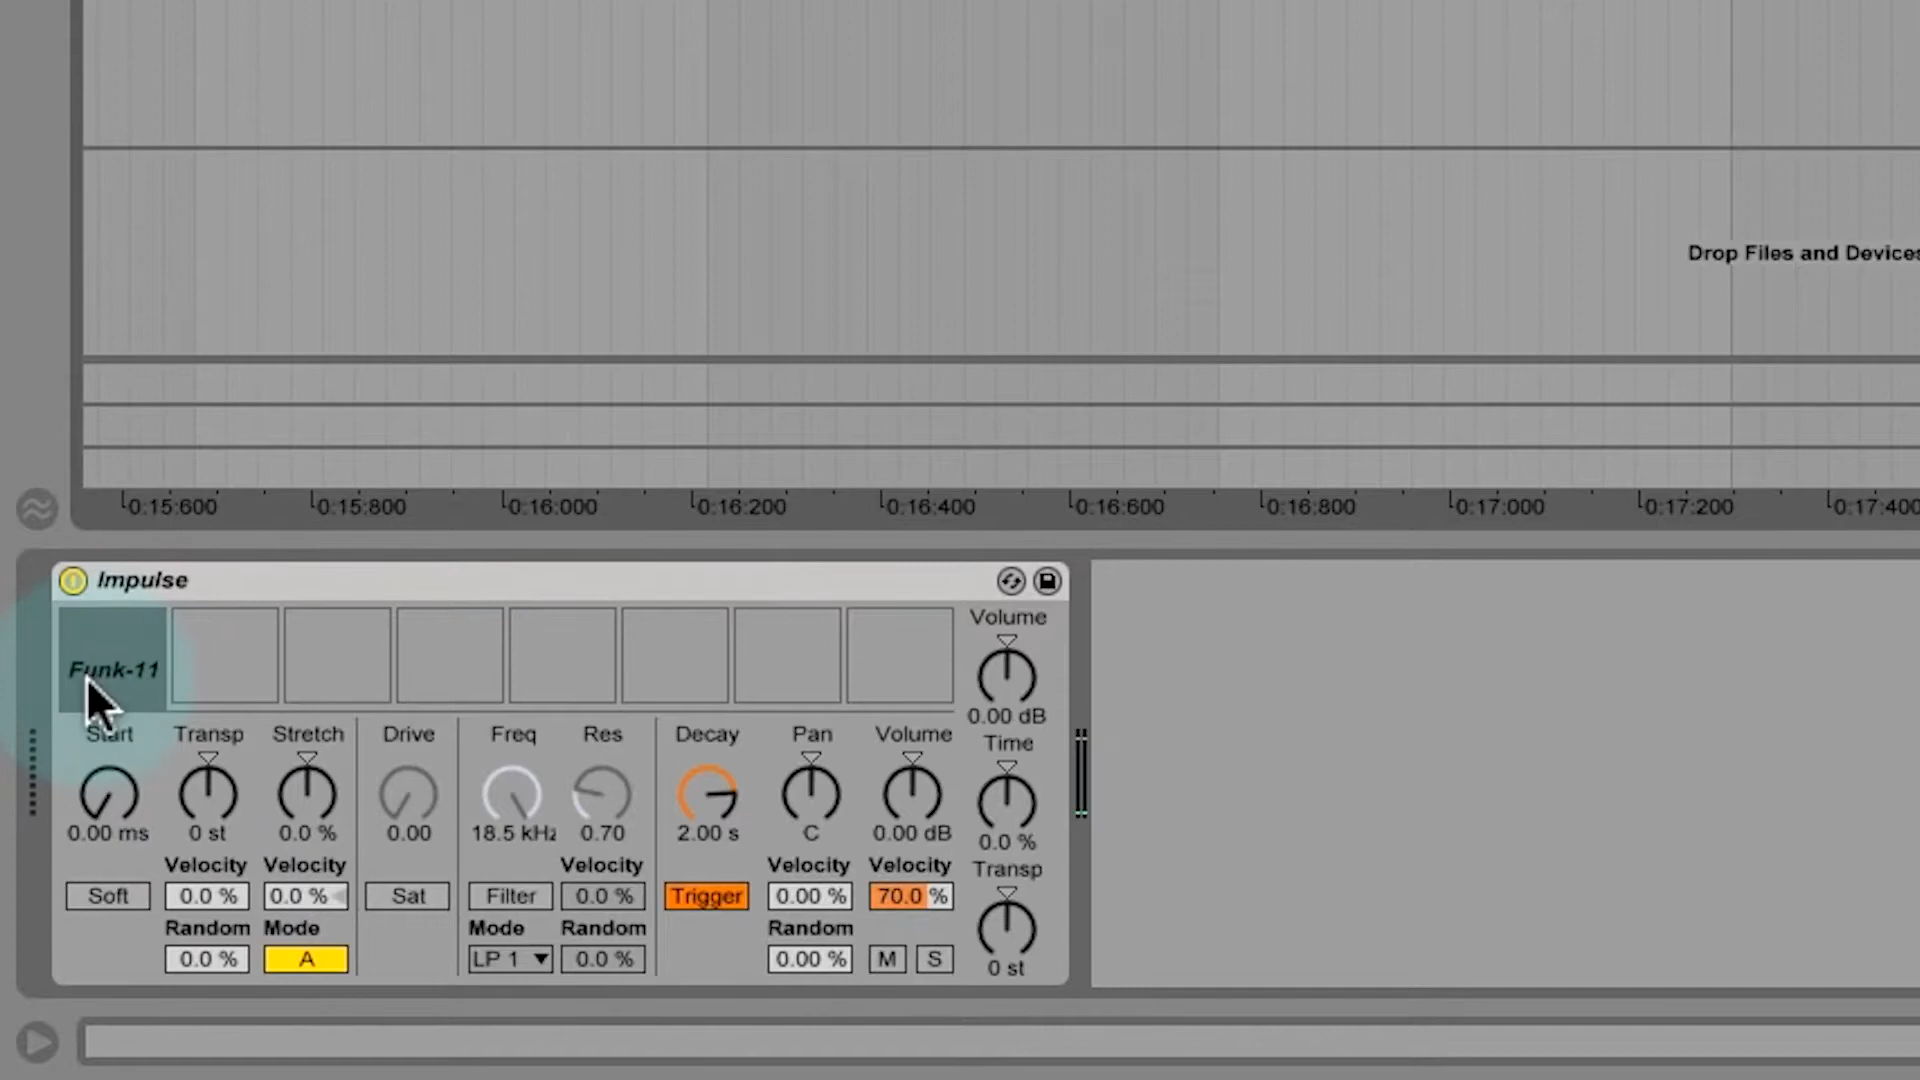 Drop Files and Devices
0:15:600 0:15:800 0:16:000 0:16:200 0:16:400 0:16:600 0:16:800 0:17:000 0:17:200 0:17:400
Impulse
Funk-11
Volume
0.00 dB
Start Transp Stretch Drive Freq Res Decay Pan Volume Time
0.00 ms 0 st 0.0 % 0.00 18.5 kHz 0.70 2.00 s C 0.00 dB 0.0 %
Velocity Velocity Velocity Velocity Velocity Transp
Soft 0.0 % 0.0 % Sat Filter 0.0 % Trigger 0.00 % 70.0 %
Random Mode Mode Random Random
0.0 % A LP 1 0.0 % 0.00 % M S 0 st